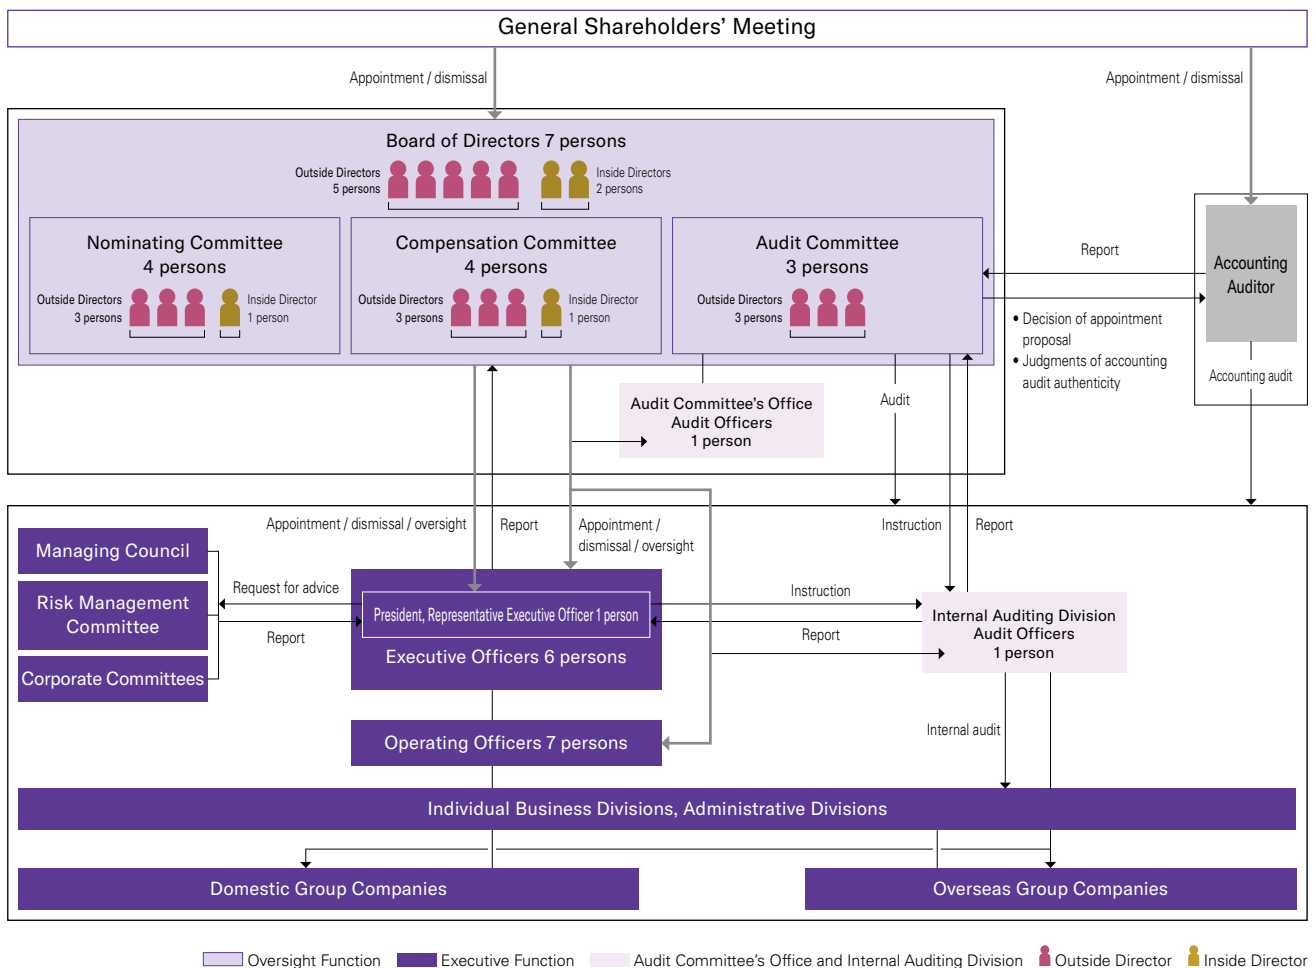 General Shareholders' Meeting
Appointment / dismissal
Appointment / dismissal
Board of Directors 7 persons
Outside Directors
5 persons
Inside Directors
2 persons
Nominating Committee
4 persons
Outside Directors
3 persons
Inside Director
1 person
Compensation Committee
4 persons
Outside Directors
3 persons
Inside Director
1 person
Audit Committee
3 persons
Outside Directors
3 persons
Report
Accounting
Auditor
• Decision of appointment
proposal
• Judgments of accounting
audit authenticity
Accounting audit
Audit Committee's Office
Audit Officers
1 person
Audit
Appointment / dismissal / oversight
Report
Appointment /
dismissal / oversight
Instruction
Report
Managing Council
Risk Management
Committee
Corporate Committees
Request for advice
Report
President, Representative Executive Officer 1 person
Executive Officers 6 persons
Instruction
Report
Internal Auditing Division
Audit Officers
1 person
Operating Officers 7 persons
Internal audit
Individual Business Divisions, Administrative Divisions
Domestic Group Companies
Overseas Group Companies
Oversight Function
Executive Function
Audit Committee's Office and Internal Auditing Division
Outside Director
Inside Director